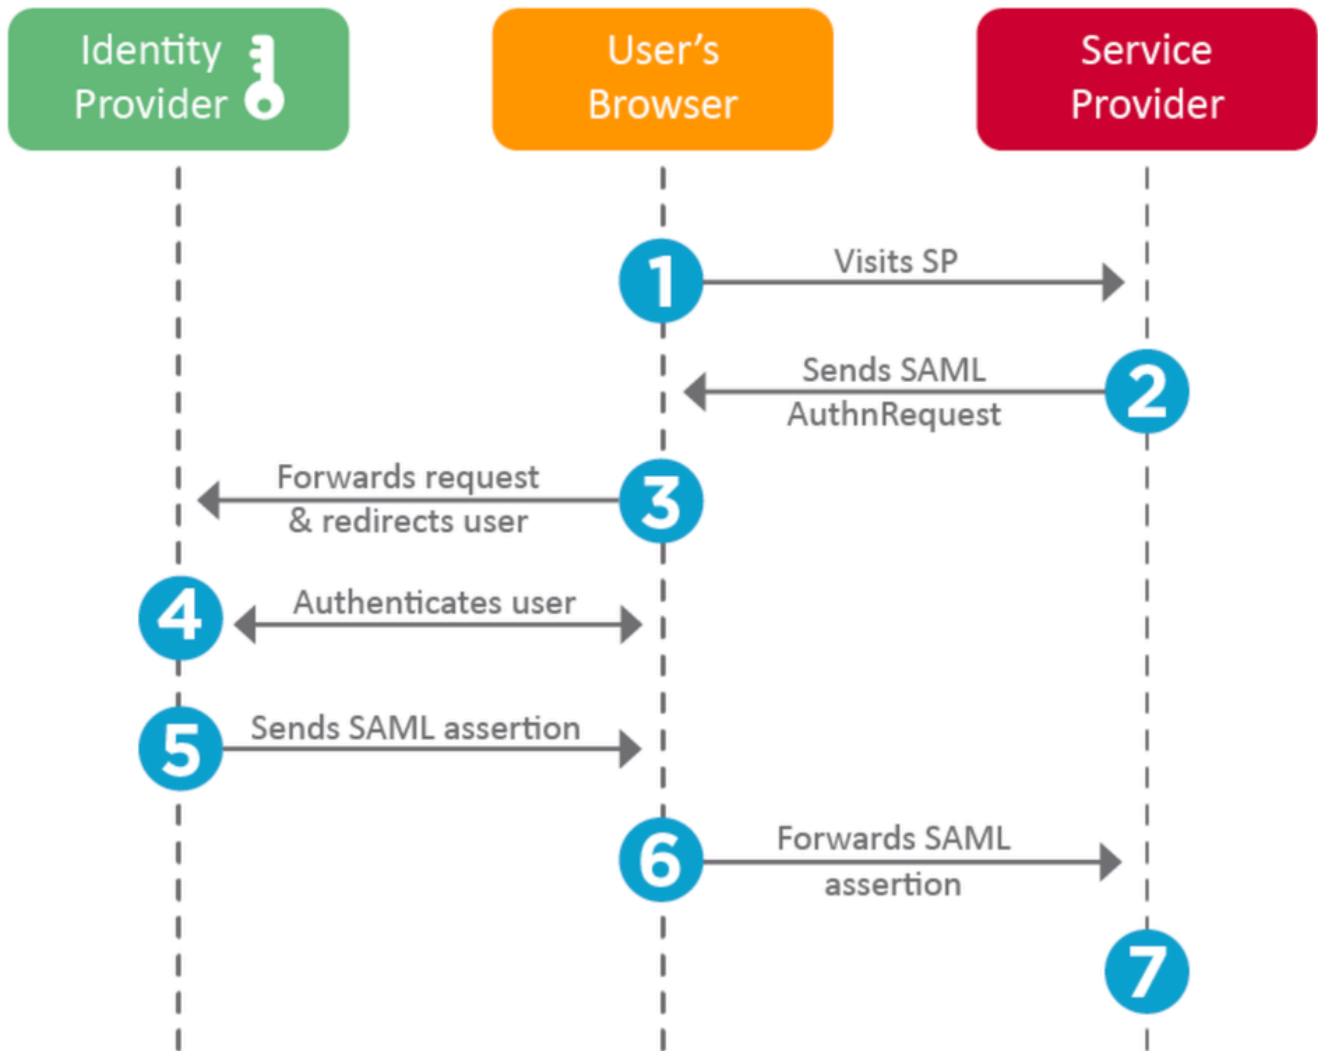 Identity
Provider
User’s
Browser
Service
Provider
1
Visits SP
Sends SAML
AuthnRequest
2
Forwards request
& redirects user
3
4
Authenticates user
5
Sends SAML assertion
6
Forwards SAML
assertion
7